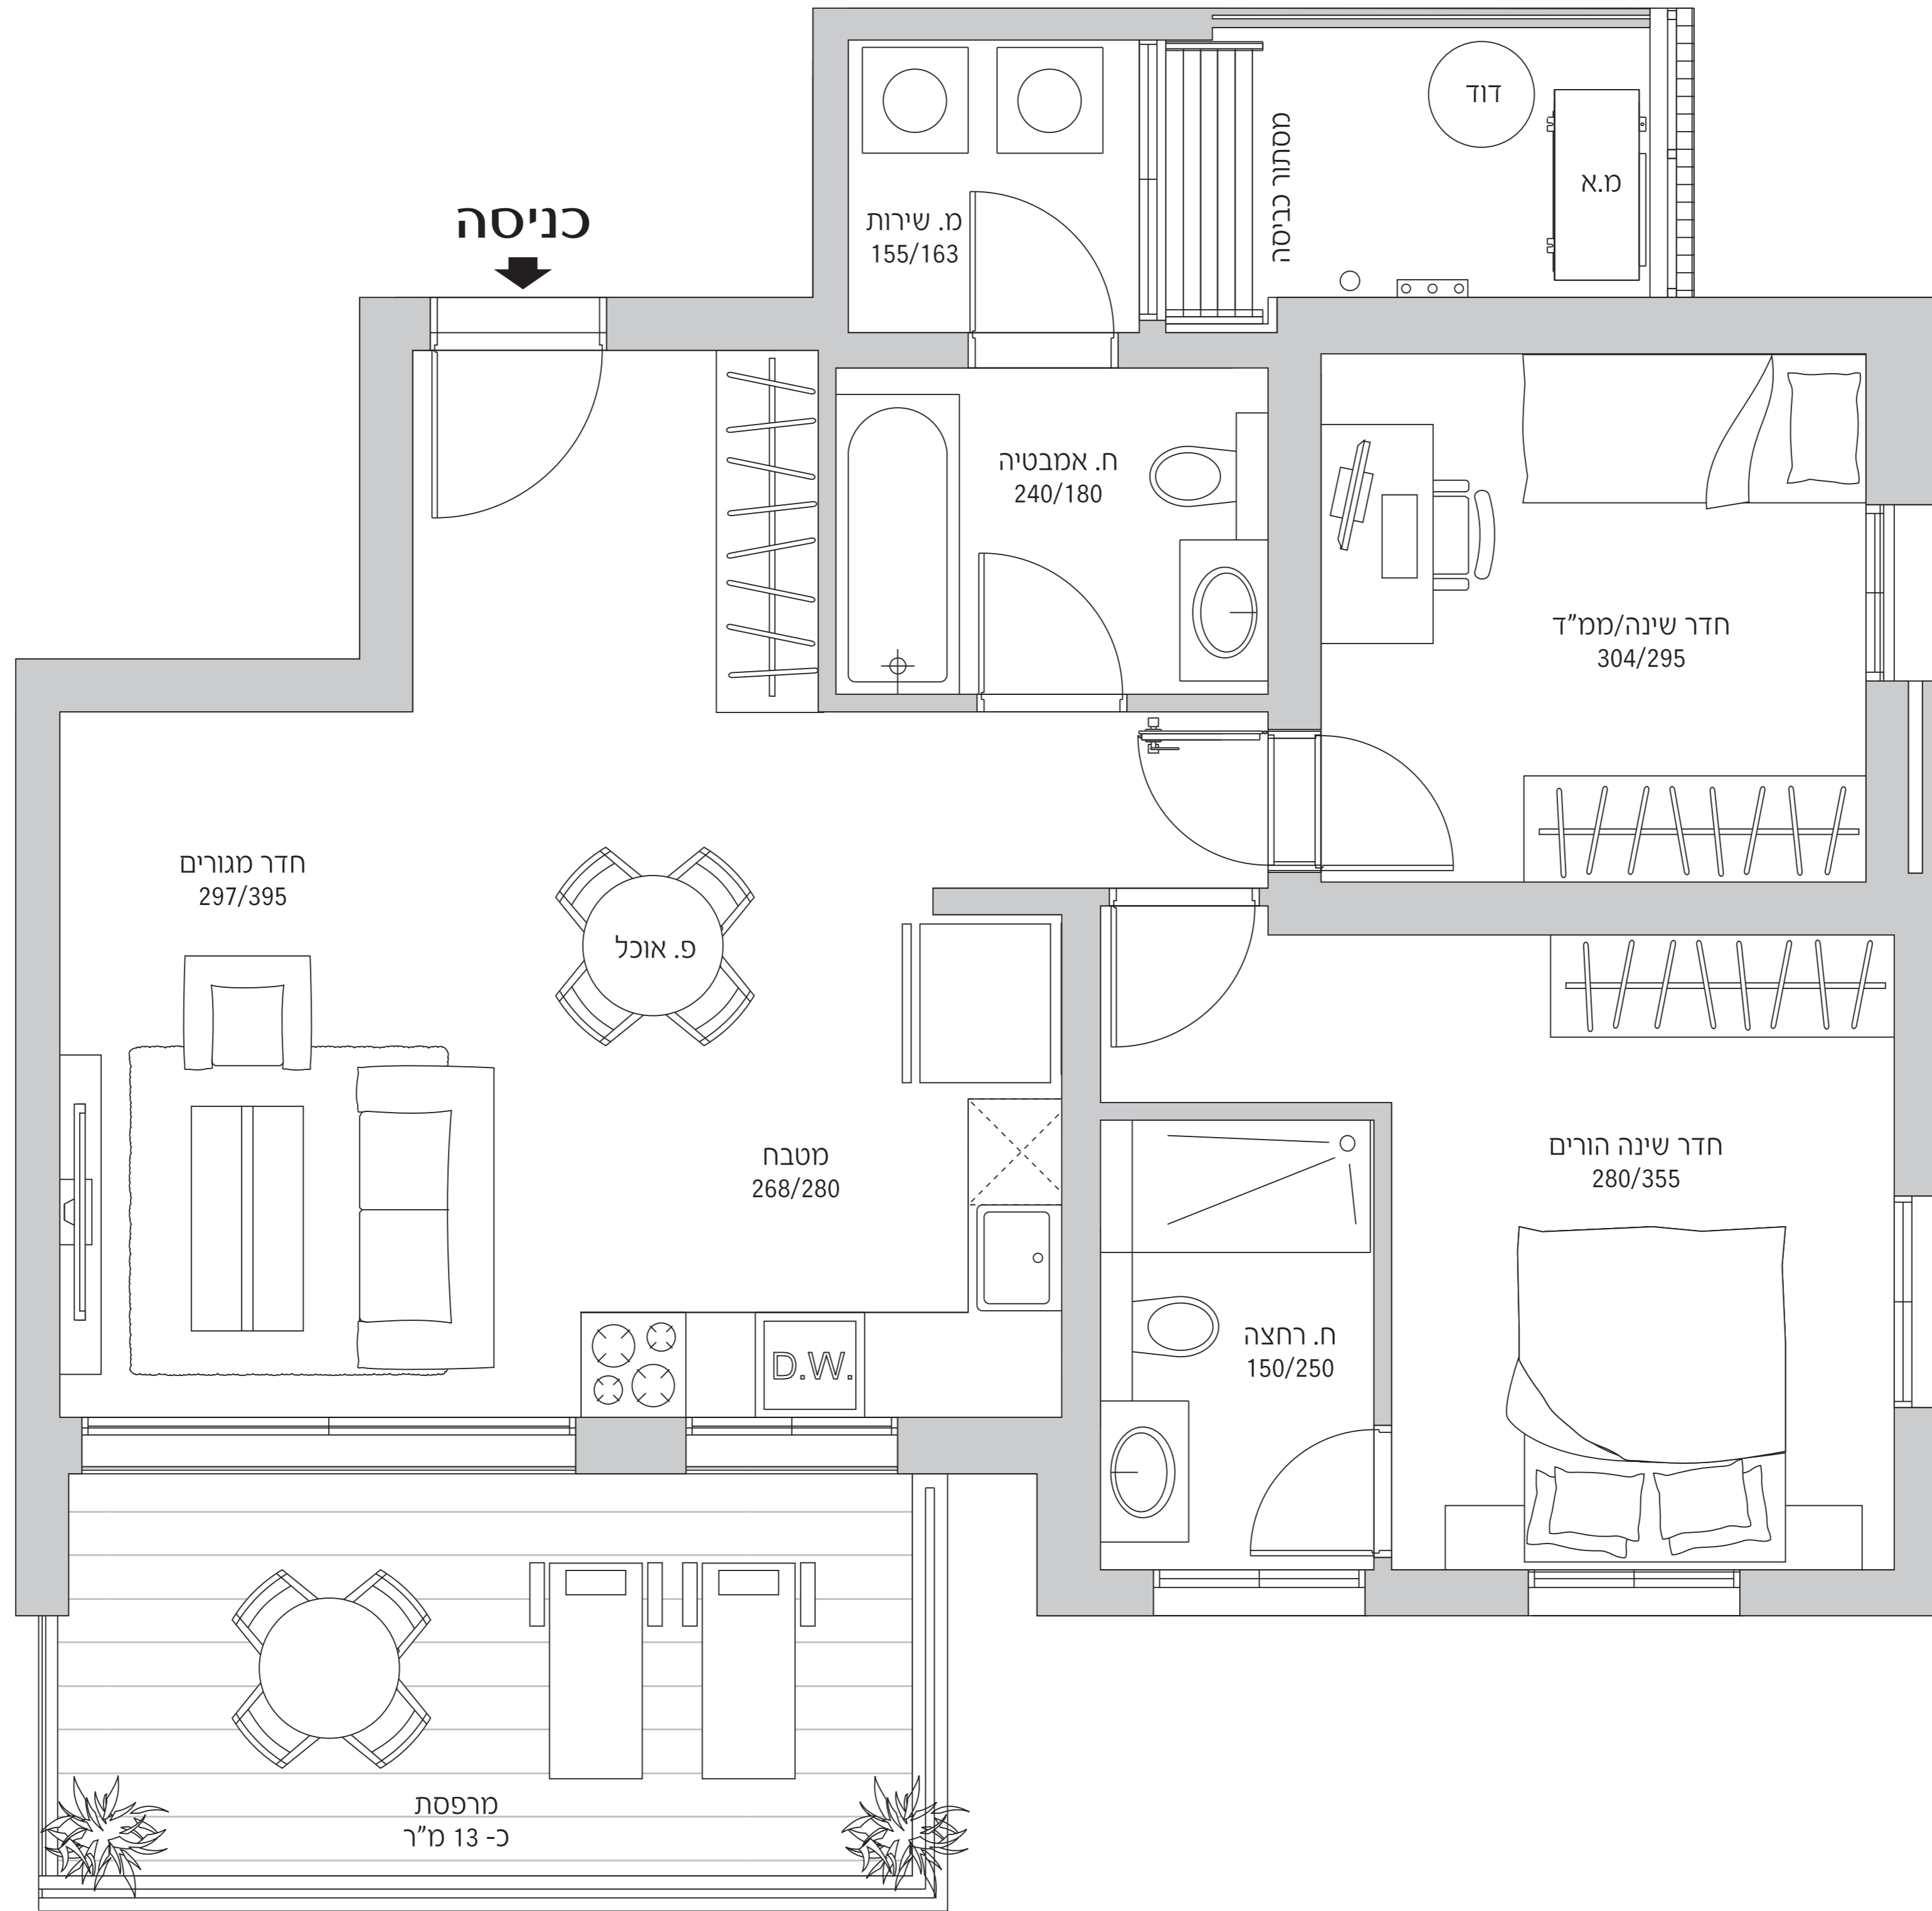 דוד
מ.א
מסתור כביסה
מ. שירות
155/163
כניסה
ח. אמבטיה
240/180
חדר שינה/ממ"ד
304/295
חדר מגורים
297/395
פ. אוכל
מטבח
268/280
חדר שינה הורים
280/355
ח. רחצה
150/250
D.W.
מרפסת
כ- 13 מ"ר